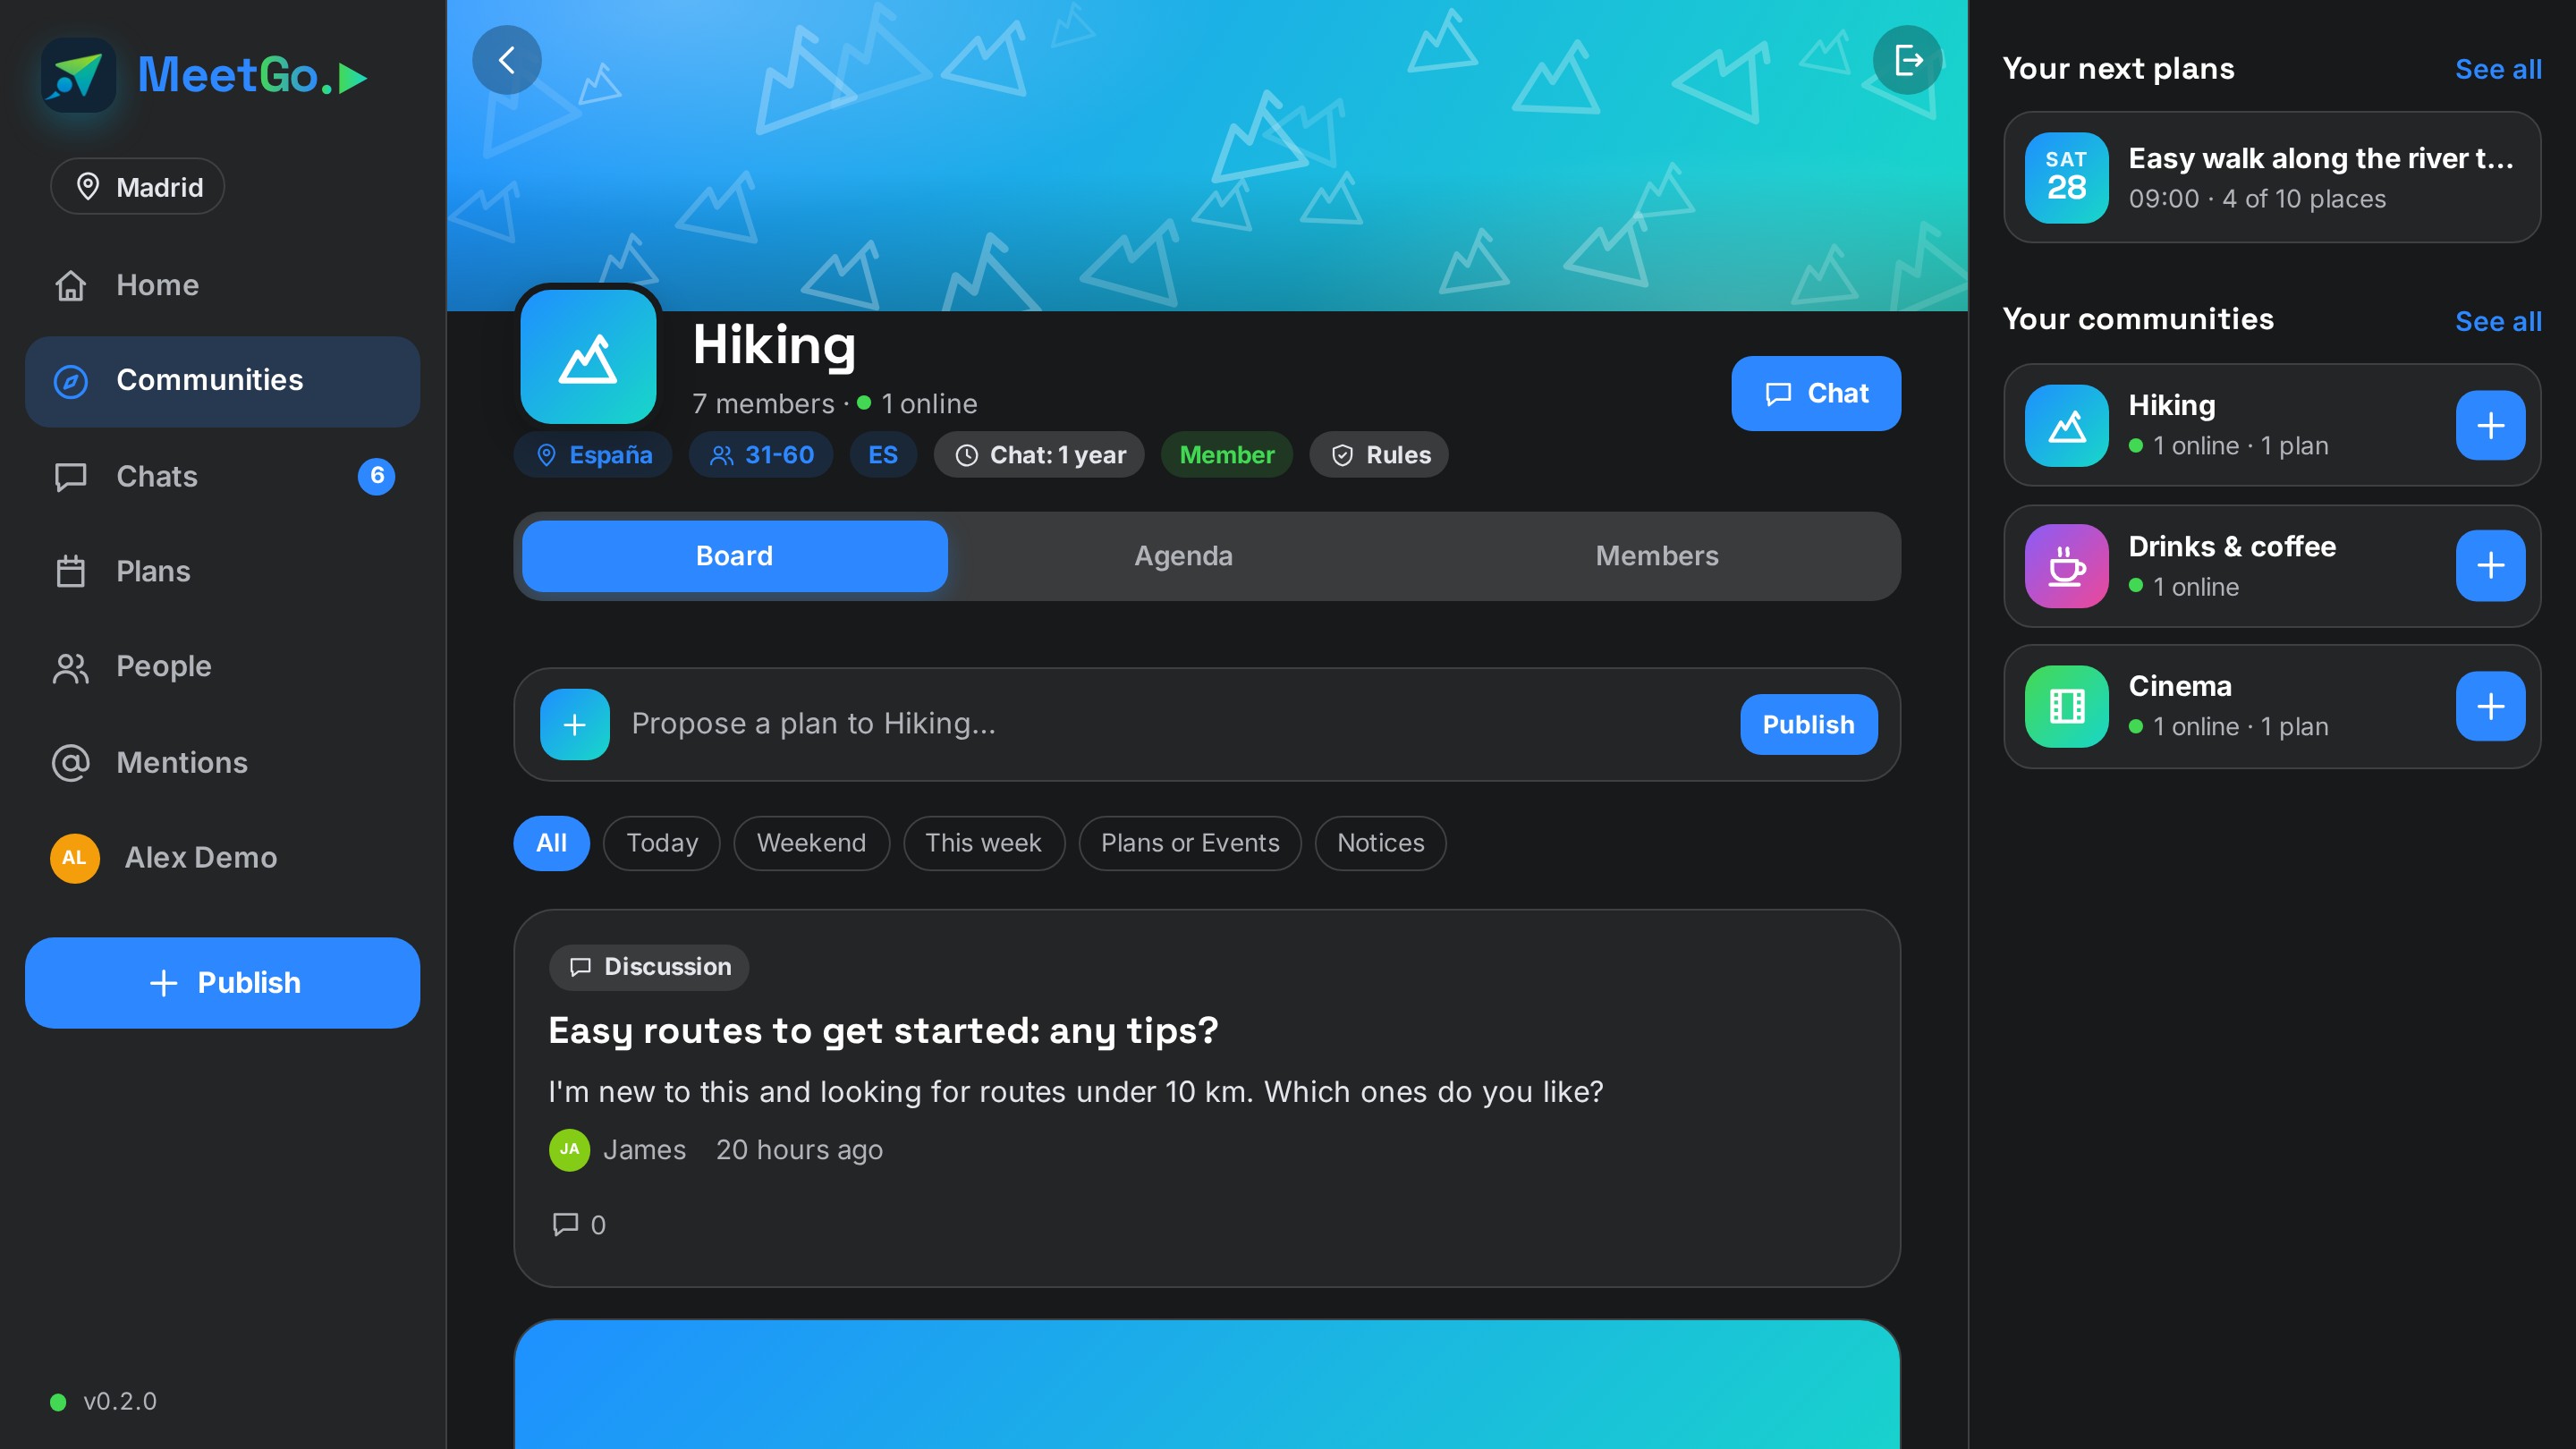 MeetGo.
Madrid
Home
Communities
Chats
6
Plans
People
Mentions
AL
Alex Demo
Publish
v0.2.0
Hiking
7 members · 1 online
Chat
España
31-60
ES
Chat: 1 year
Member
Rules
Board
Agenda
Members
Propose a plan to Hiking...
Publish
All
Today
Weekend
This week
Plans or Events
Notices
Discussion
Easy routes to get started: any tips?
I'm new to this and looking for routes under 10 km. Which ones do you like?
JA
James
20 hours ago
0
Your next plans
See all
SAT
28
Easy walk along the river t...
09:00 · 4 of 10 places
Your communities
See all
Hiking
1 online · 1 plan
Drinks & coffee
1 online
Cinema
1 online · 1 plan